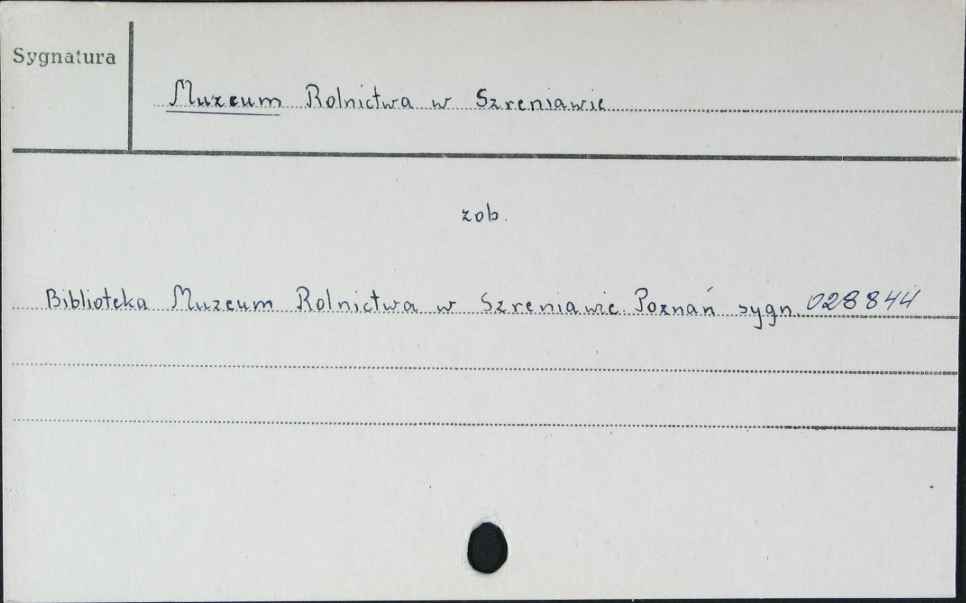 Sygnatura
Muzeum Rolnictwa w Szreniawie
zob.
Biblioteka Muzeum Rolnictwa w Szreniawie. Poznań sygn. 028844